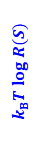 k_B T log R(S)